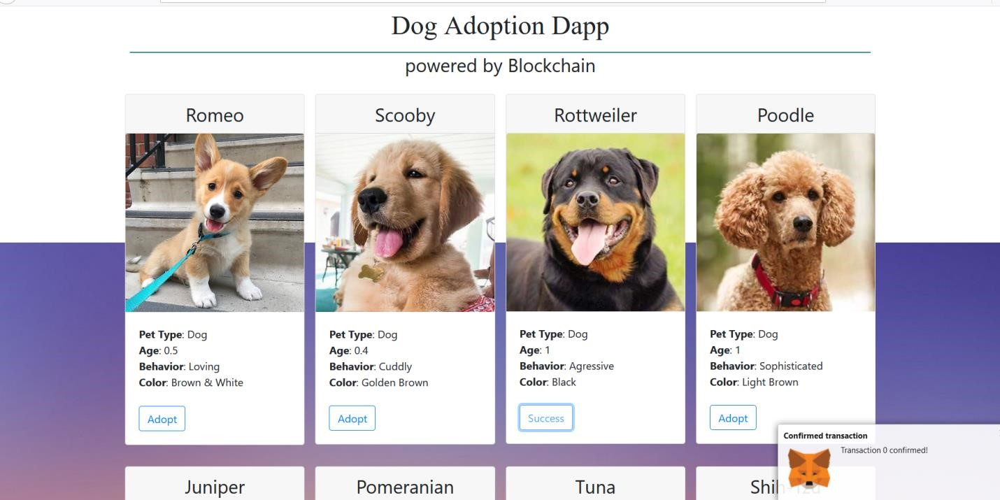 Dog Adoption Dapp
powered by Blockchain
Romeo
Scooby
Rottweiler
Poodle
Pet Type: Dog
Age: 0.5
Behavior: Loving
Color: Brown & White
Adopt
Pet Type: Dog
Age: 0.4
Behavior: Cuddly
Color: Golden Brown
Adopt
Pet Type: Dog
Age: 1
Behavior: Agressive
Color: Black
Success
Pet Type: Dog
Age: 1
Behavior: Sophisticated
Color: Light Brown
Adopt
Confirmed transaction
Transaction 0 confirmed!
Juniper
Pomeranian
Tuna
Shih-Tzu